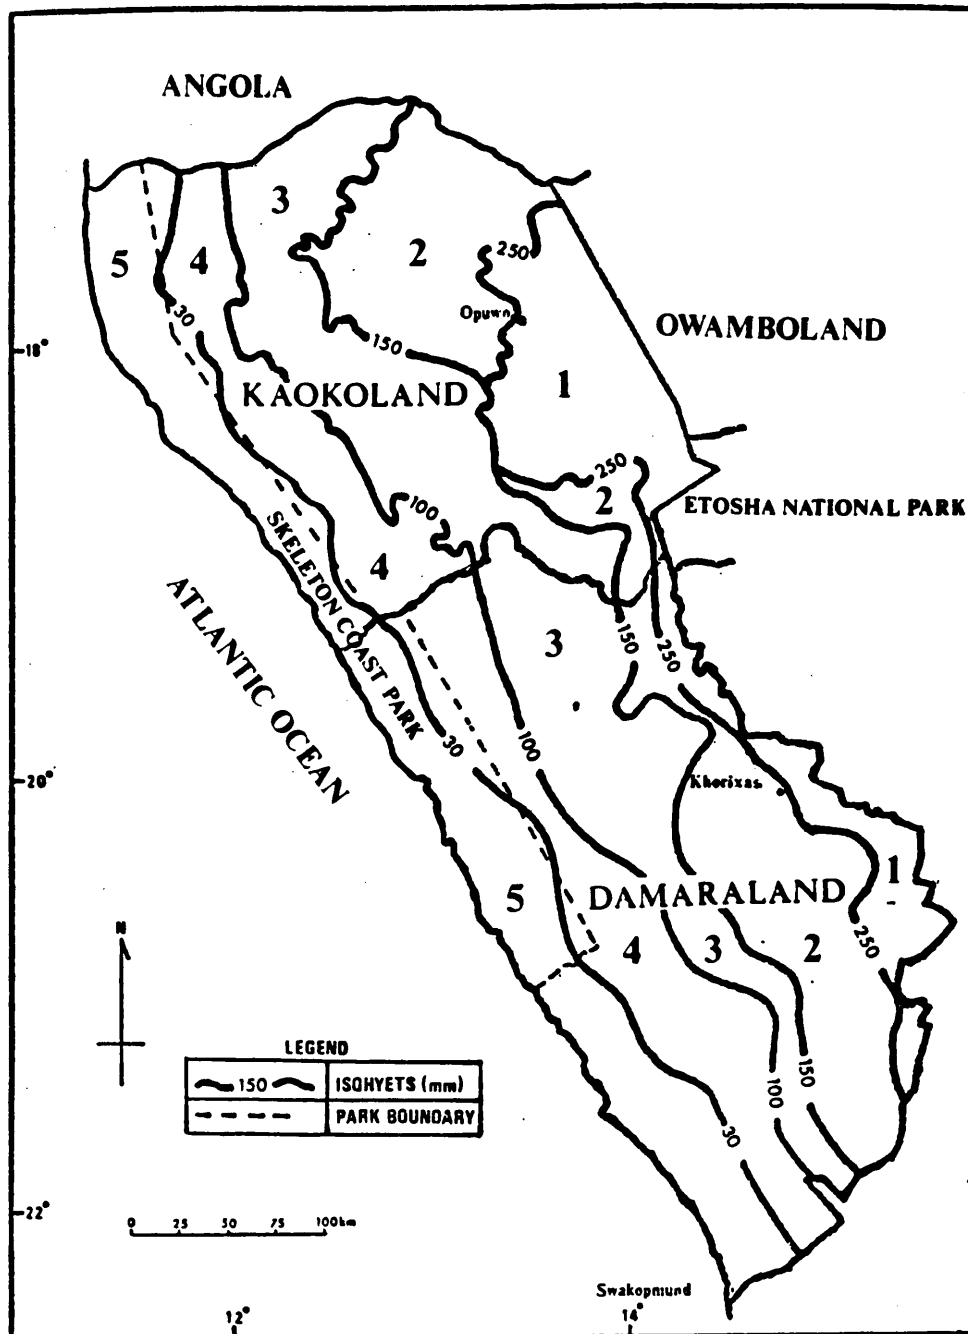 ANGOLA
3
5
4
2
250
Opuwo
30
150
OWAMBOLAND
18°
KAOKOLAND
1
250
2
ETOSHA NATIONAL PARK
100
4
SKELETON COAST PARK
ATLANTIC OCEAN
3
150
250
30
100
20°
Khorixas
1
5
DAMARALAND
4
3
2
250
N
LEGEND
150 ISOHYETS (mm)
PARK BOUNDARY
100
150
30
22°
0 25 50 75 100km
Swakopmund
12°
14°